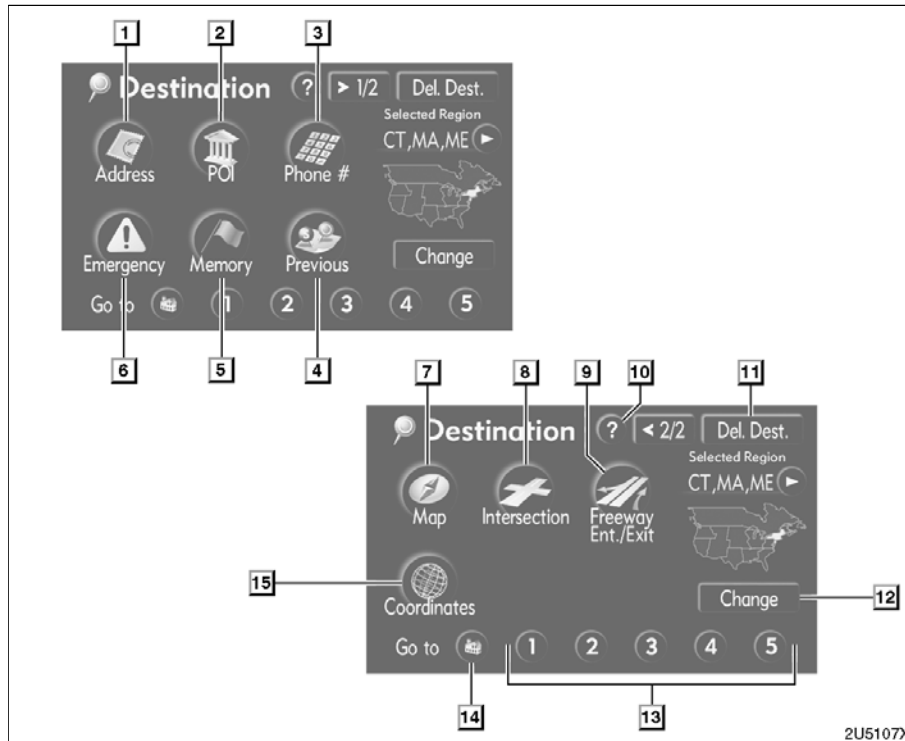 1 2 3
Destination ? > 1/2 Del. Dest.
Selected Region
CT,MA,ME
Address POI Phone #
Emergency Memory Previous
Change
Go to 1 2 3 4 5
6 5 4
7 8 9 10 11
Destination ? < 2/2 Del. Dest.
Selected Region
CT,MA,ME
Map Intersection Freeway
Ent./Exit
15
Coordinates
Change 12
Go to 1 2 3 4 5
14 13
2U5107X